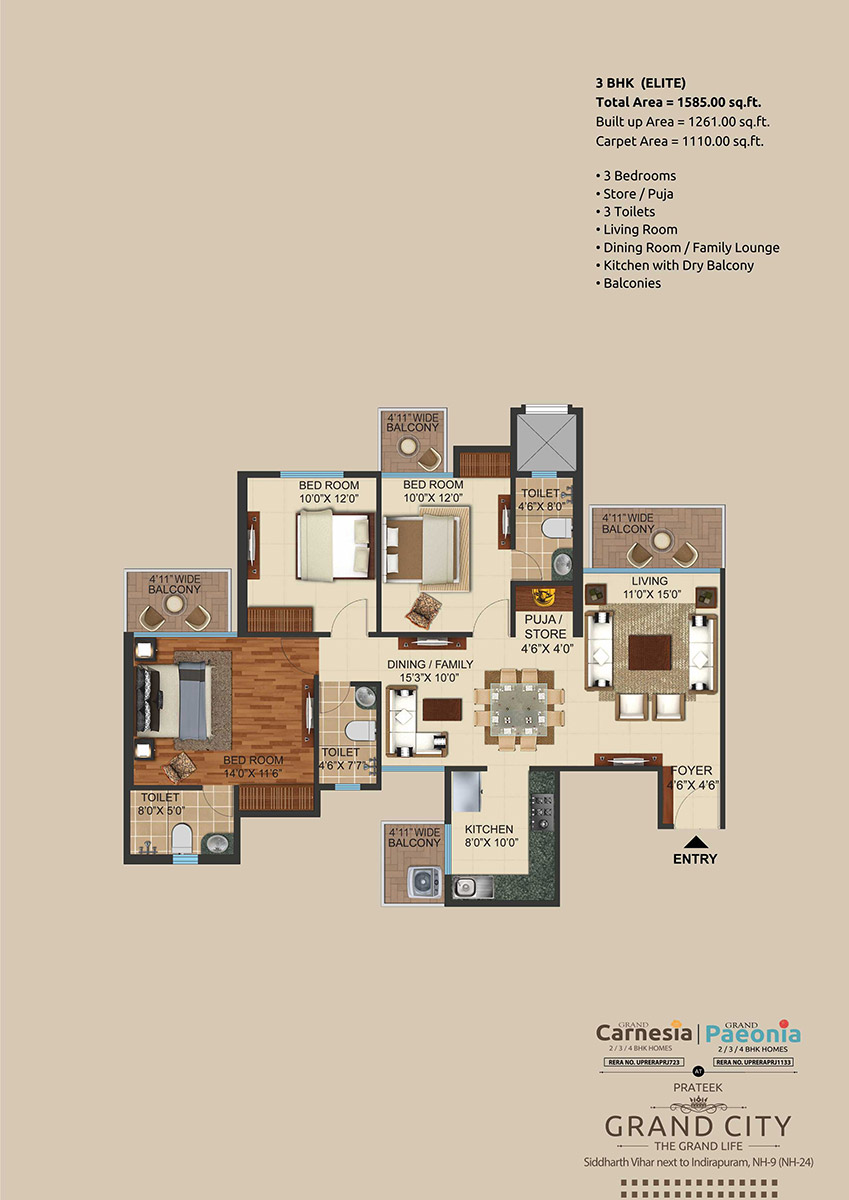 3 BHK (ELITE)
Total Area = 1585.00 sq.ft.
Built up Area = 1261.00 sq.ft.
Carpet Area = 1110.00 sq.ft.
• 3 Bedrooms
• Store / Puja
• 3 Toilets
• Living Room
• Dining Room / Family Lounge
• Kitchen with Dry Balcony
• Balconies
4'11" WIDE
BALCONY
BED ROOM
10'0"X 12'0"
BED ROOM
10'0"X 12'0"
TOILET
4'6"X 8'0"
4'11" WIDE
BALCONY
4'11" WIDE
BALCONY
LIVING
11'0"X 15'0"
PUJA /
STORE
4'6"X 4'0"
DINING / FAMILY
15'3"X 10'0"
BED ROOM
14'0"X 11'6"
TOILET
4'6"X 7'7"
FOYER
4'6"X 4'6"
TOILET
8'0"X 5'0"
4'11" WIDE
BALCONY
KITCHEN
8'0"X 10'0"
ENTRY
GRAND
Carnesia
2 / 3 / 4 BHK HOMES
RERA NO. UPRERAPRJ723
GRAND
Paeonia
2 / 3 / 4 BHK HOMES
RERA NO. UPRERAPRJ1133
AT
PRATEEK
GRAND CITY
THE GRAND LIFE
Siddharth Vihar next to Indirapuram, NH-9 (NH-24)